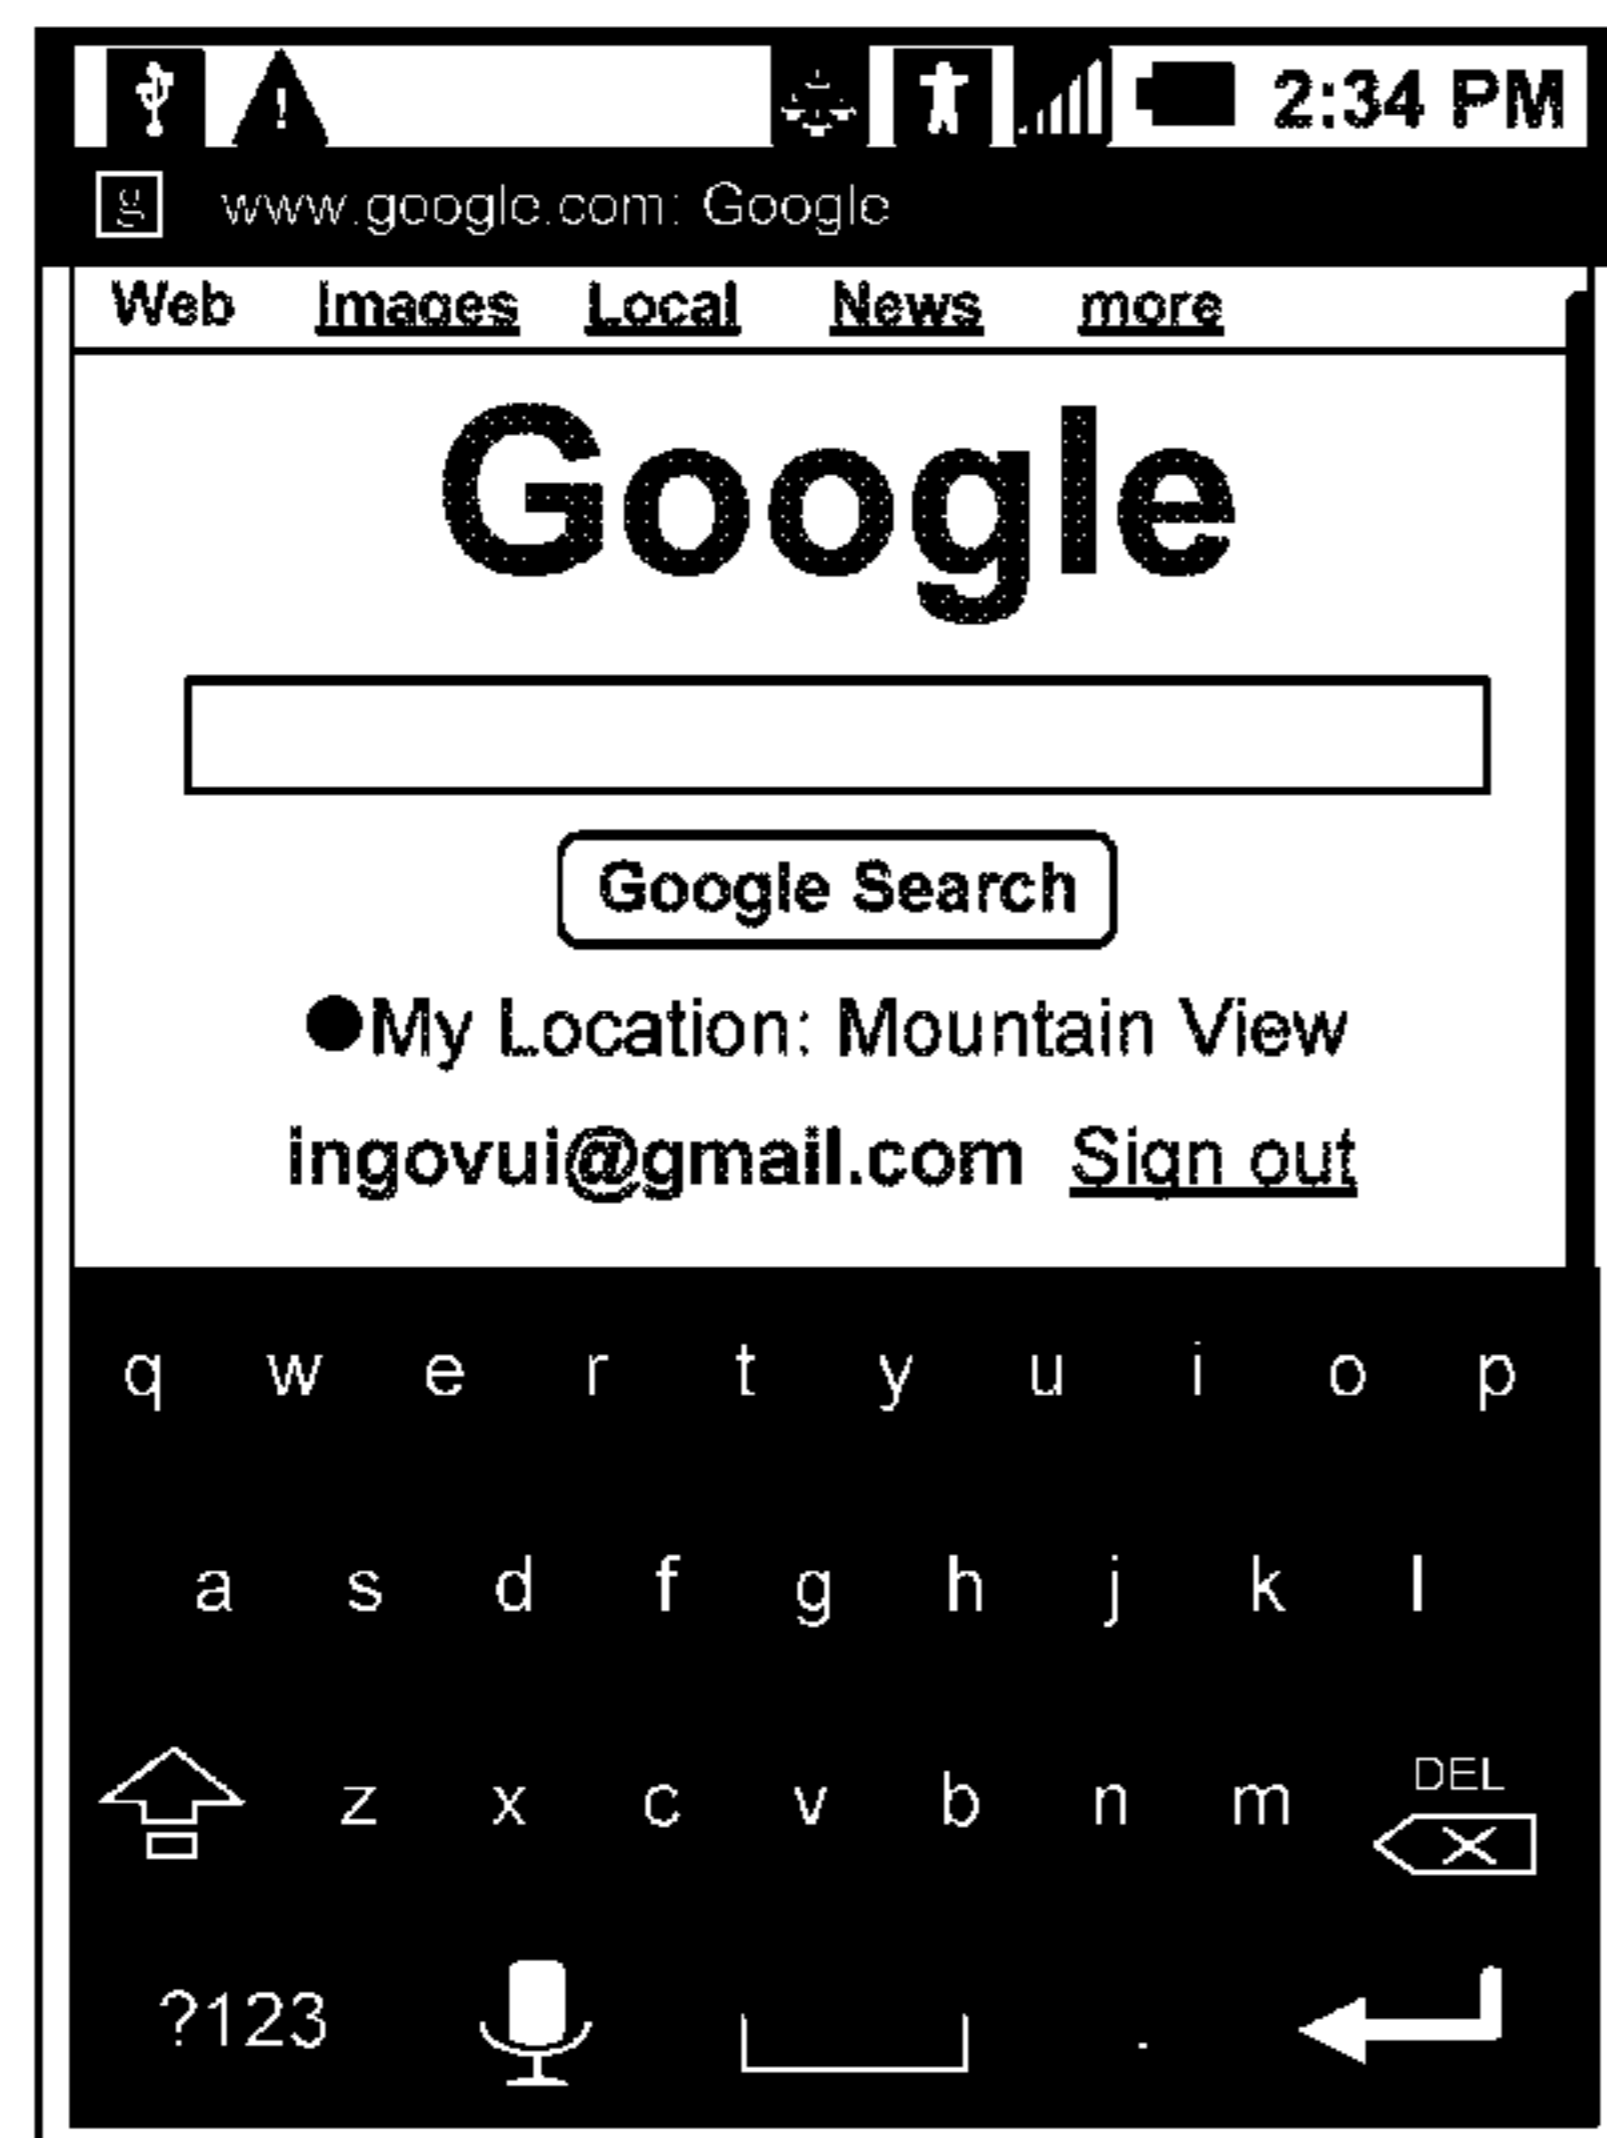 2:34 PM
g www.google.com: Google
Web Images Local News more
Google
Google Search
My Location: Mountain View
ingovui@gmail.com Sign out
q w e r t y u i o p
a s d f g h j k l
z x c v b n m DEL
?123 .